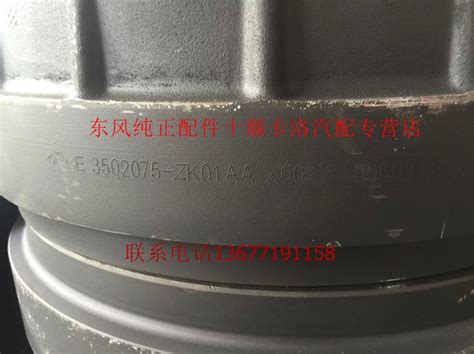 东风纯正配件十堰卡洛汽配专营店
E 3502075-ZK01AA X0022
联系电话13677191158